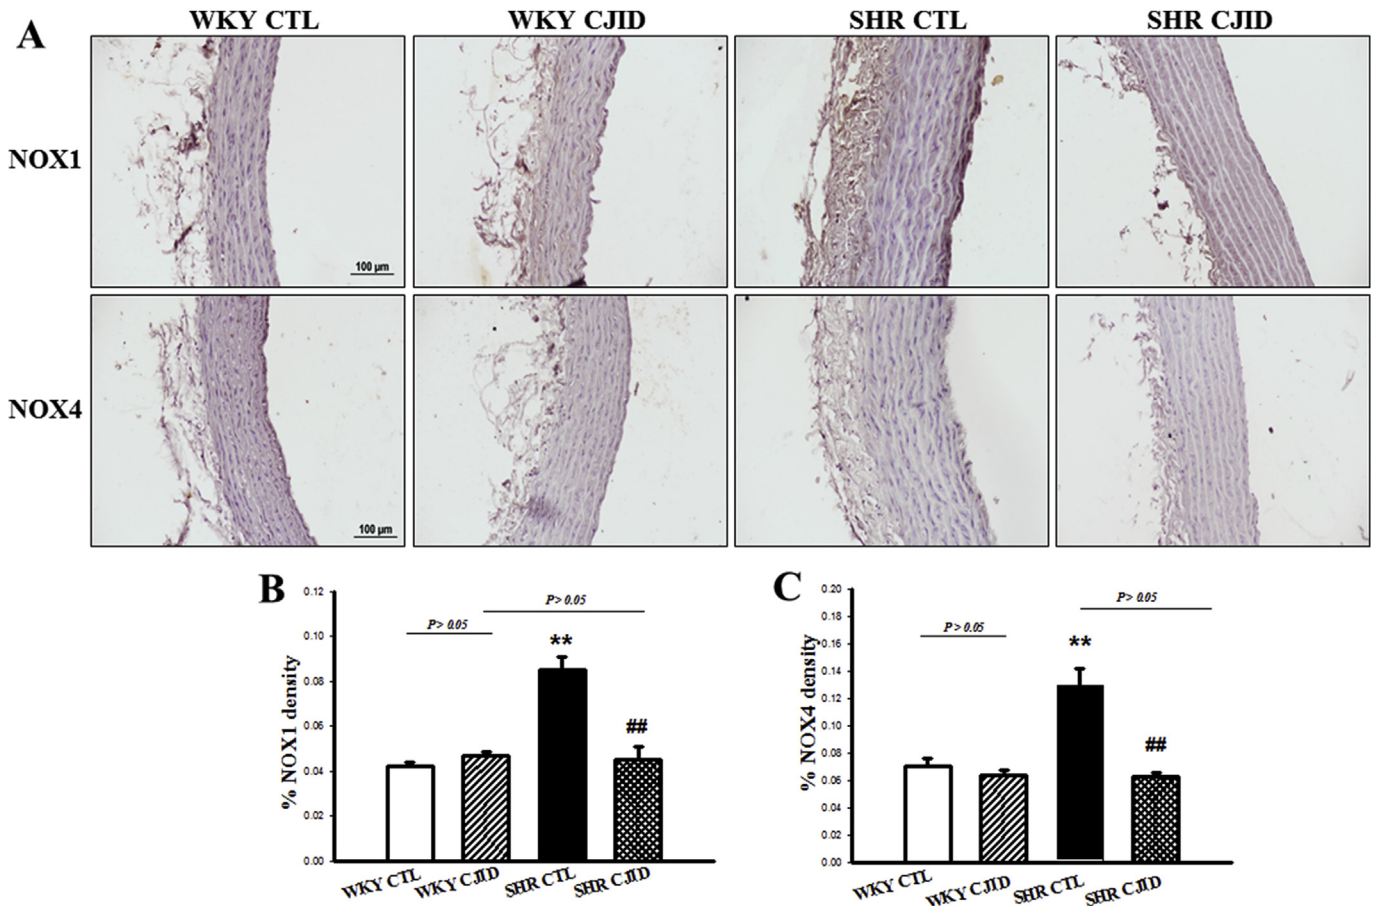 A
WKY CTL
WKY CJID
SHR CTL
SHR CJID
NOX1
100 µm
NOX4
100 µm
B
% NOX1 density
0.12
0.10
0.08
0.06
0.04
0.02
0.00
P > 0.05
P > 0.05
**
##
WKY CTL
WKY CJID
SHR CTL
SHR CJID
C
% NOX4 density
0.20
0.18
0.16
0.14
0.12
0.10
0.08
0.06
0.04
0.02
0.00
P > 0.05
P > 0.05
**
##
WKY CTL
WKY CJID
SHR CTL
SHR CJID